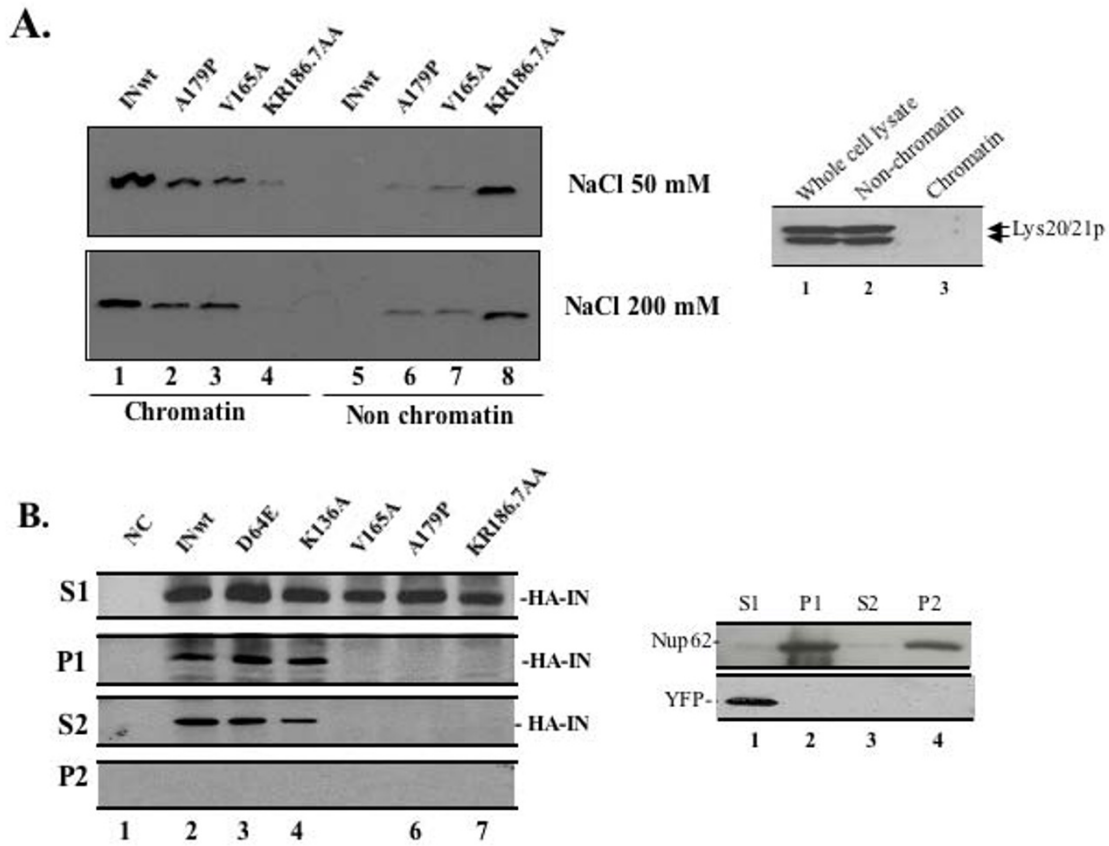 A.
INwt A179P V165A KR186.7AA INwt A179P V165A KR186.7AA
NaCl 50 mM
NaCl 200 mM
1 2 3 4 5 6 7 8
Chromatin Non chromatin
Whole cell lysate Non-chromatin Chromatin
Lys20/21p
1 2 3
B.
NC INwt D64E K136A V165A A179P KR186.7AA
S1 -HA-IN
P1 -HA-IN
S2 - HA-IN
P2
1 2 3 4 6 7
S1 P1 S2 P2
Nup62-
YFP-
1 2 3 4